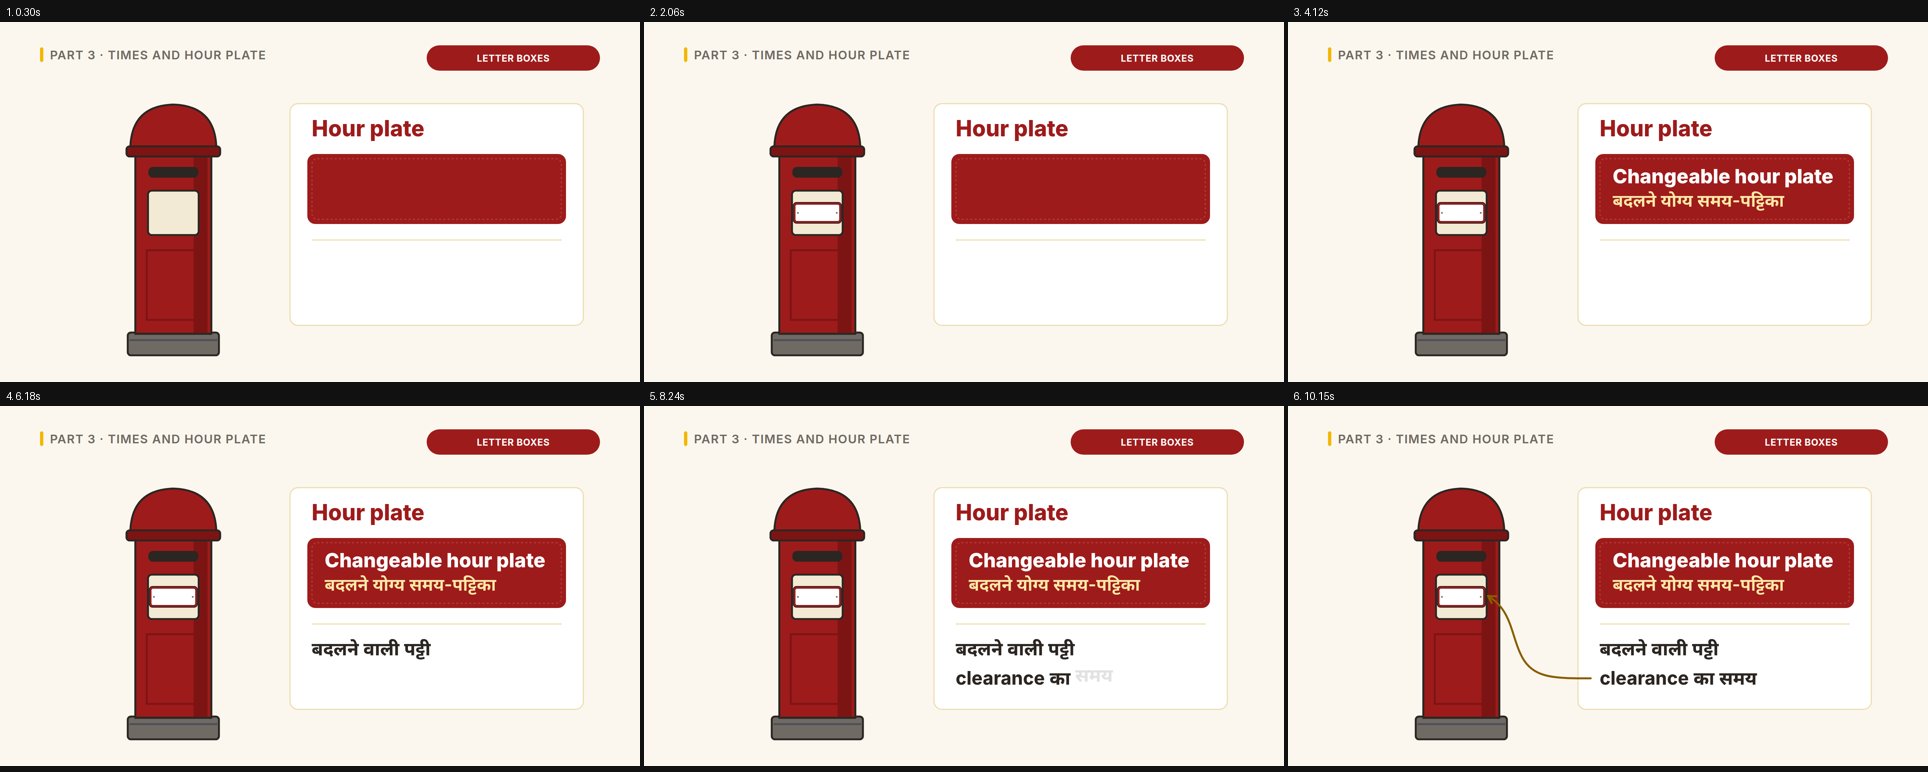 1. 0.30s
PART 3 · TIMES AND HOUR PLATE
LETTER BOXES
Hour plate
2. 2.06s
PART 3 · TIMES AND HOUR PLATE
LETTER BOXES
Hour plate
3. 4.12s
PART 3 · TIMES AND HOUR PLATE
LETTER BOXES
Hour plate
Changeable hour plate
बदलने योग्य समय-पट्टिका
4. 6.18s
PART 3 · TIMES AND HOUR PLATE
LETTER BOXES
Hour plate
Changeable hour plate
बदलने योग्य समय-पट्टिका
बदलने वाली पट्टी
5. 8.24s
PART 3 · TIMES AND HOUR PLATE
LETTER BOXES
Hour plate
Changeable hour plate
बदलने योग्य समय-पट्टिका
बदलने वाली पट्टी
clearance का समय
6. 10.15s
PART 3 · TIMES AND HOUR PLATE
LETTER BOXES
Hour plate
Changeable hour plate
बदलने योग्य समय-पट्टिका
बदलने वाली पट्टी
clearance का समय